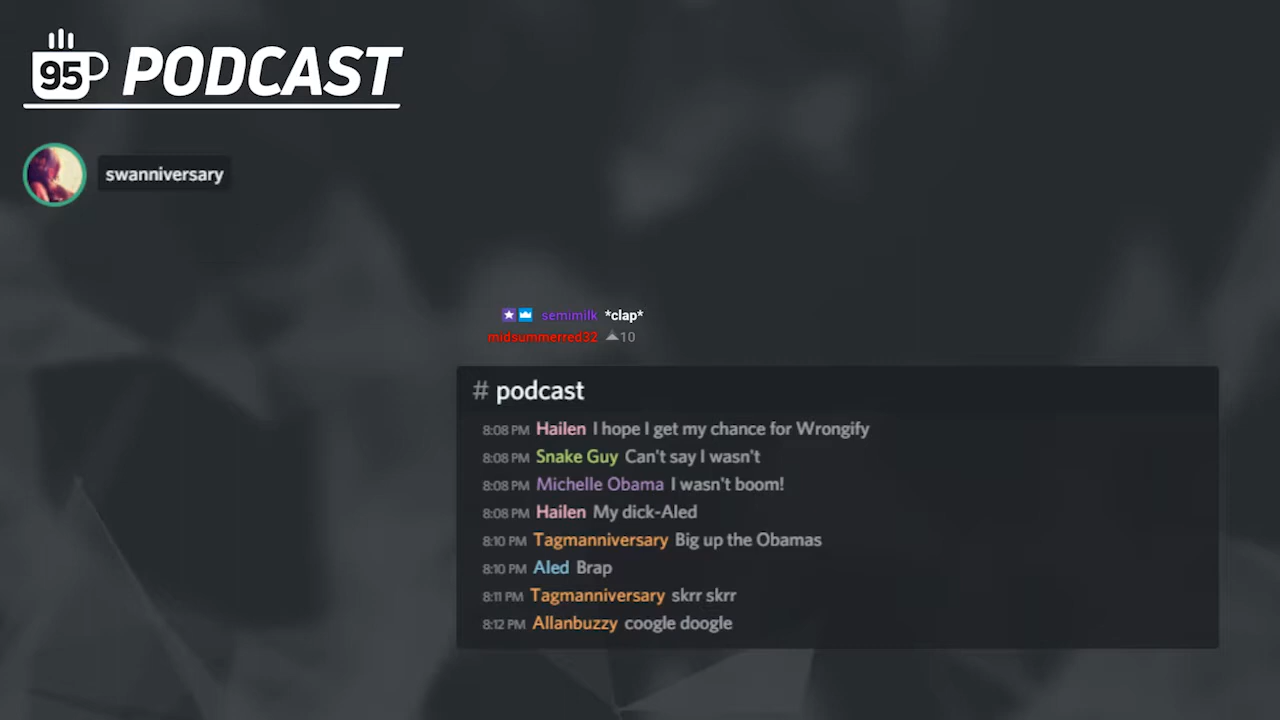 95 PODCAST
swanniversary
semimilk *clap*
midsummerred32 10
# podcast
8:08 PM Hailen I hope I get my chance for Wrongify
8:08 PM Snake Guy Can't say I wasn't
8:08 PM Michelle Obama I wasn't boom!
8:08 PM Hailen My dick-Aled
8:10 PM Tagmanniversary Big up the Obamas
8:10 PM Aled Brap
8:11 PM Tagmanniversary skrr skrr
8:12 PM Allanbuzzy coogle doogle